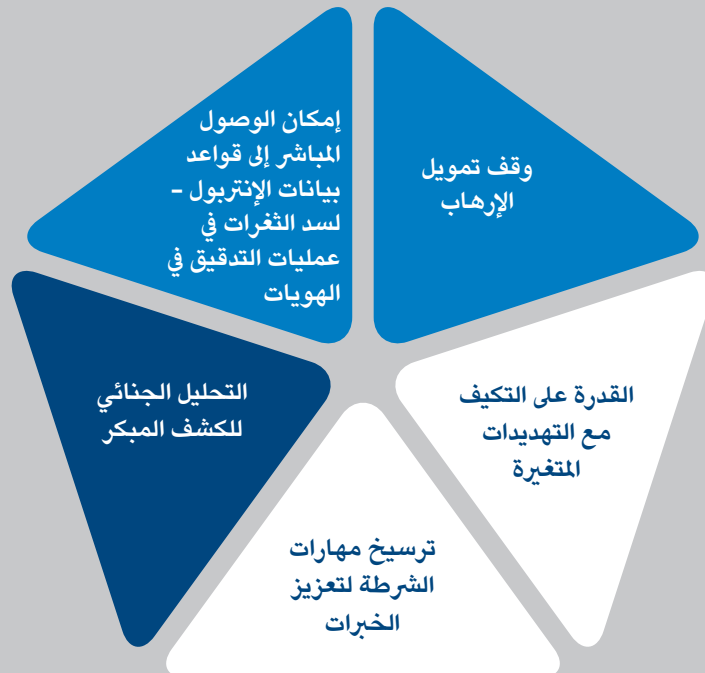 وقف تمويل
الإرهاب
إمكان الوصول
المباشر إلى قواعد
بيانات الإنتربول –
لسد الثغرات في
عمليات التدقيق في
الهويات
القدرة على التكيف
مع التهديدات
المتغيرة
التحليل الجنائي
للكشف المبكر
ترسيخ مهارات
الشرطة لتعزيز
الخبرات